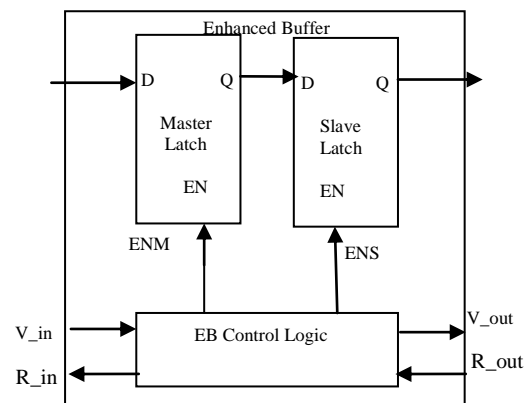 Enhanced Buffer
D Q
Master
Latch
EN
D Q
Slave
Latch
EN
ENM
ENS
V_in
EB Control Logic
V_out
R_in
R_out